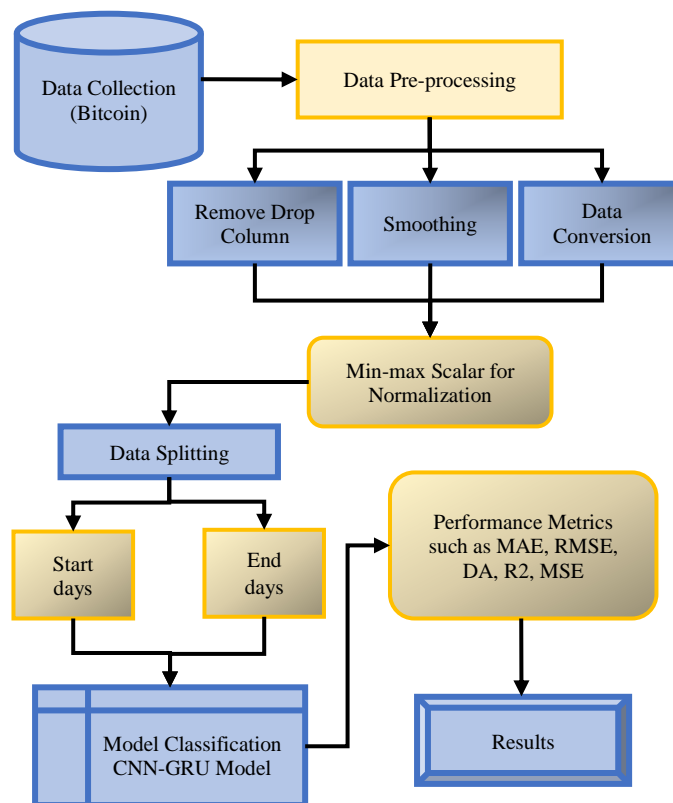 Data Collection
(Bitcoin)
Data Pre-processing
Remove Drop
Column
Smoothing
Data
Conversion
Min-max Scalar for
Normalization
Data Splitting
Start
days
End
days
Performance Metrics
such as MAE, RMSE,
DA, R2, MSE
Model Classification
CNN-GRU Model
Results